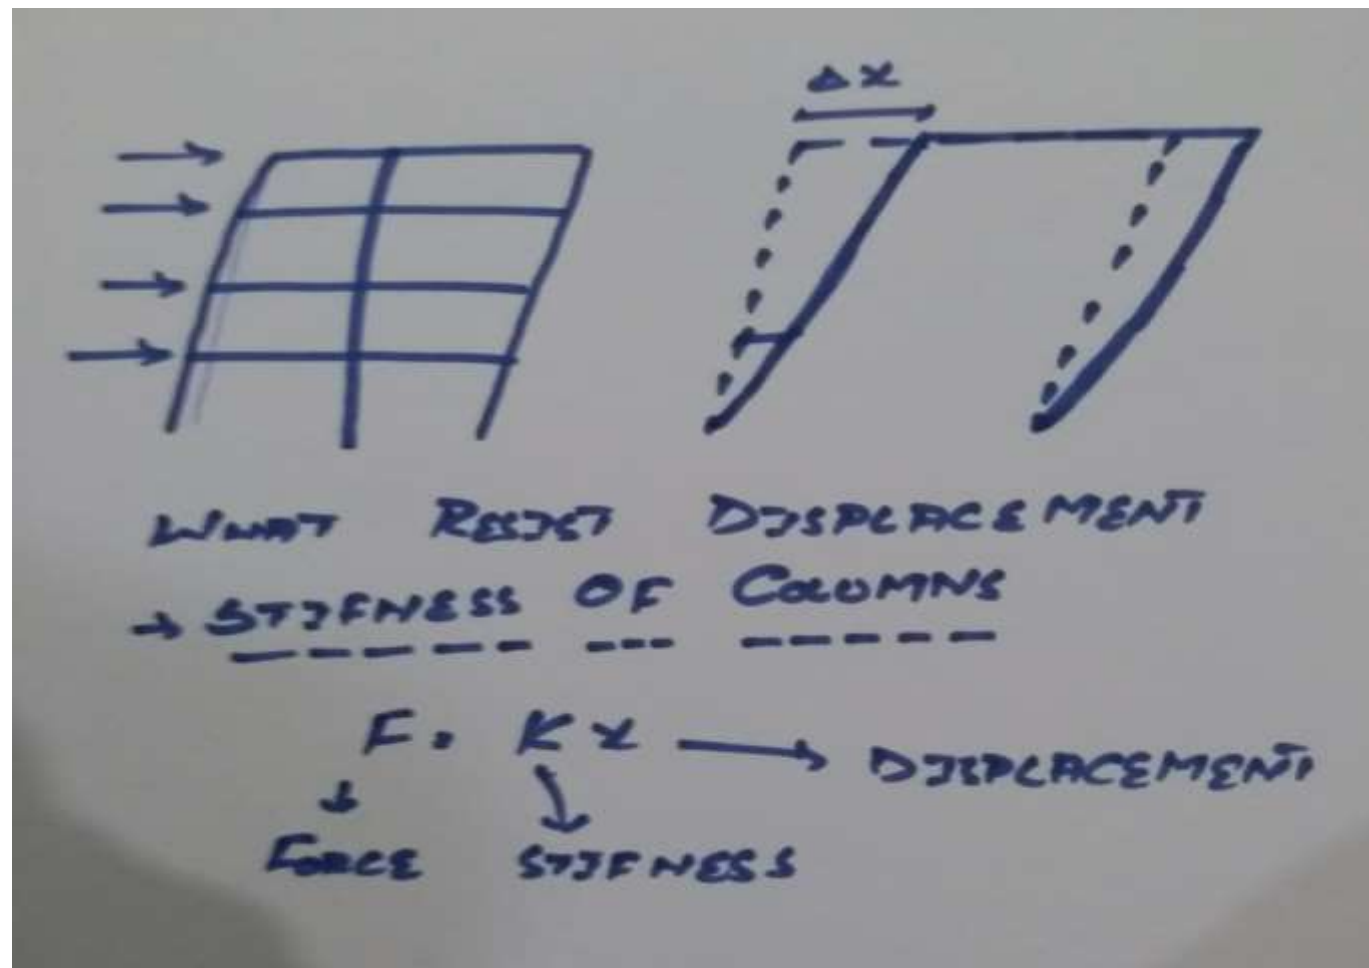 Δx
WHAT RESIST DISPLACEMENT
→ STIFNESS OF COLUMNS
F = Kx → DISPLACEMENT
FORCE STIFNESS